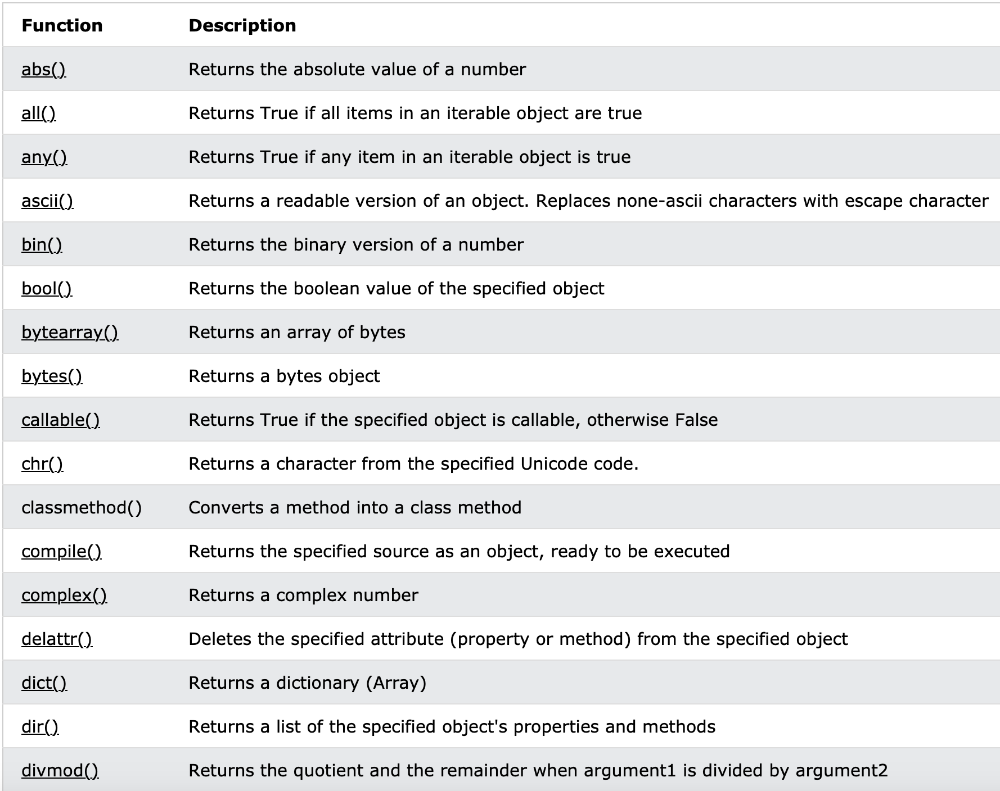 Function Description
abs() Returns the absolute value of a number
all() Returns True if all items in an iterable object are true
any() Returns True if any item in an iterable object is true
ascii() Returns a readable version of an object. Replaces none-ascii characters with escape character
bin() Returns the binary version of a number
bool() Returns the boolean value of the specified object
bytearray() Returns an array of bytes
bytes() Returns a bytes object
callable() Returns True if the specified object is callable, otherwise False
chr() Returns a character from the specified Unicode code.
classmethod() Converts a method into a class method
compile() Returns the specified source as an object, ready to be executed
complex() Returns a complex number
delattr() Deletes the specified attribute (property or method) from the specified object
dict() Returns a dictionary (Array)
dir() Returns a list of the specified object's properties and methods
divmod() Returns the quotient and the remainder when argument1 is divided by argument2